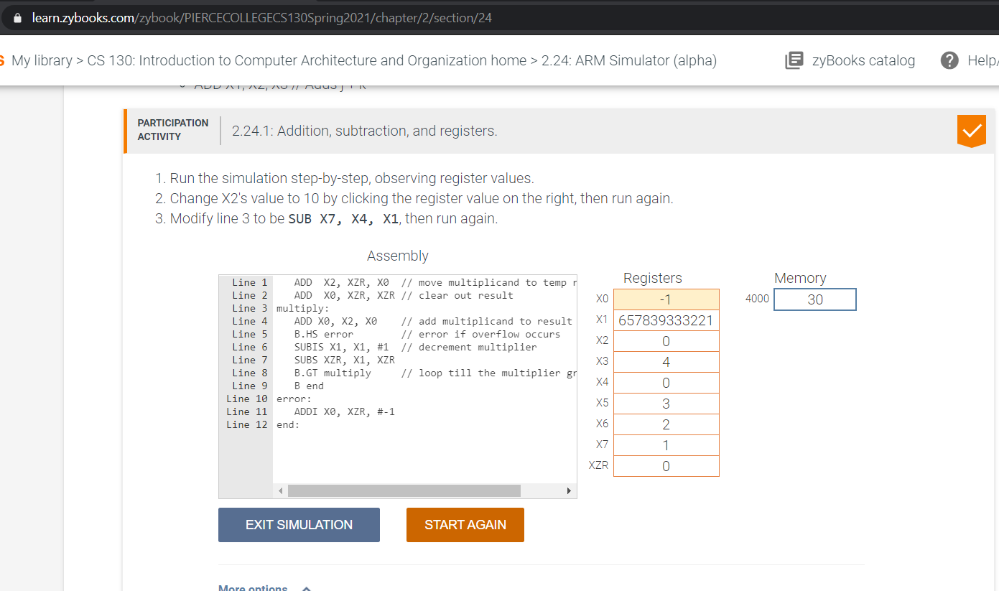 learn.zybooks.com/zybook/PIERCECOLLEGECS130Spring2021/chapter/2/section/24
My library > CS 130: Introduction to Computer Architecture and Organization home > 2.24: ARM Simulator (alpha)
zyBooks catalog
? Help/
ADD X1, X2, X3 // Adds j + k
PARTICIPATION ACTIVITY
2.24.1: Addition, subtraction, and registers.
1. Run the simulation step-by-step, observing register values.
2. Change X2's value to 10 by clicking the register value on the right, then run again.
3. Modify line 3 to be SUB X7, X4, X1, then run again.
Assembly
Line 1 ADD X2, XZR, X0 // move multiplicand to temp r
Line 2 ADD X0, XZR, XZR // clear out result
Line 3 multiply:
Line 4 ADD X0, X2, X0 // add multiplicand to result
Line 5 B.HS error // error if overflow occurs
Line 6 SUBIS X1, X1, #1 // decrement multiplier
Line 7 SUBS XZR, X1, XZR
Line 8 B.GT multiply // loop till the multiplier gr
Line 9 B end
Line 10 error:
Line 11 ADDI X0, XZR, #-1
Line 12 end:
Registers
X0 -1
X1 657839333221
X2 0
X3 4
X4 0
X5 3
X6 2
X7 1
XZR 0
Memory
4000 30
EXIT SIMULATION
START AGAIN
More options